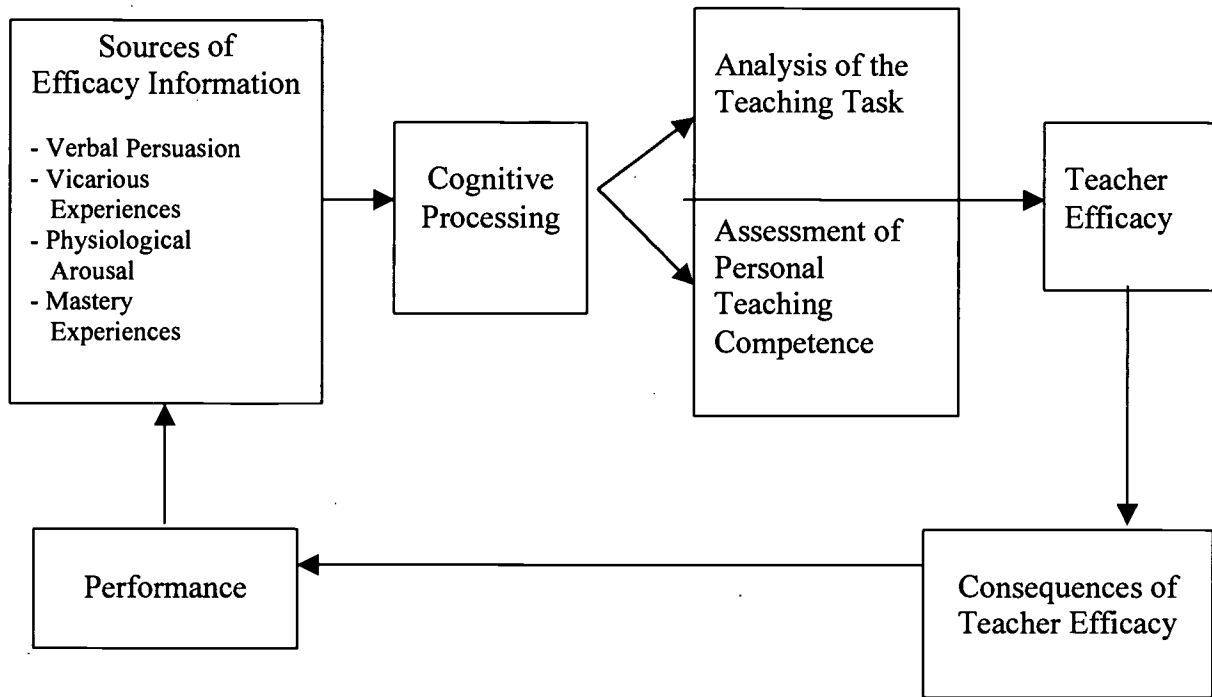 Sources of
Efficacy Information
- Verbal Persuasion
- Vicarious
Experiences
- Physiological
Arousal
- Mastery
Experiences
Cognitive
Processing
Analysis of the
Teaching Task
Assessment of
Personal
Teaching
Competence
Teacher
Efficacy
Consequences of
Teacher Efficacy
Performance